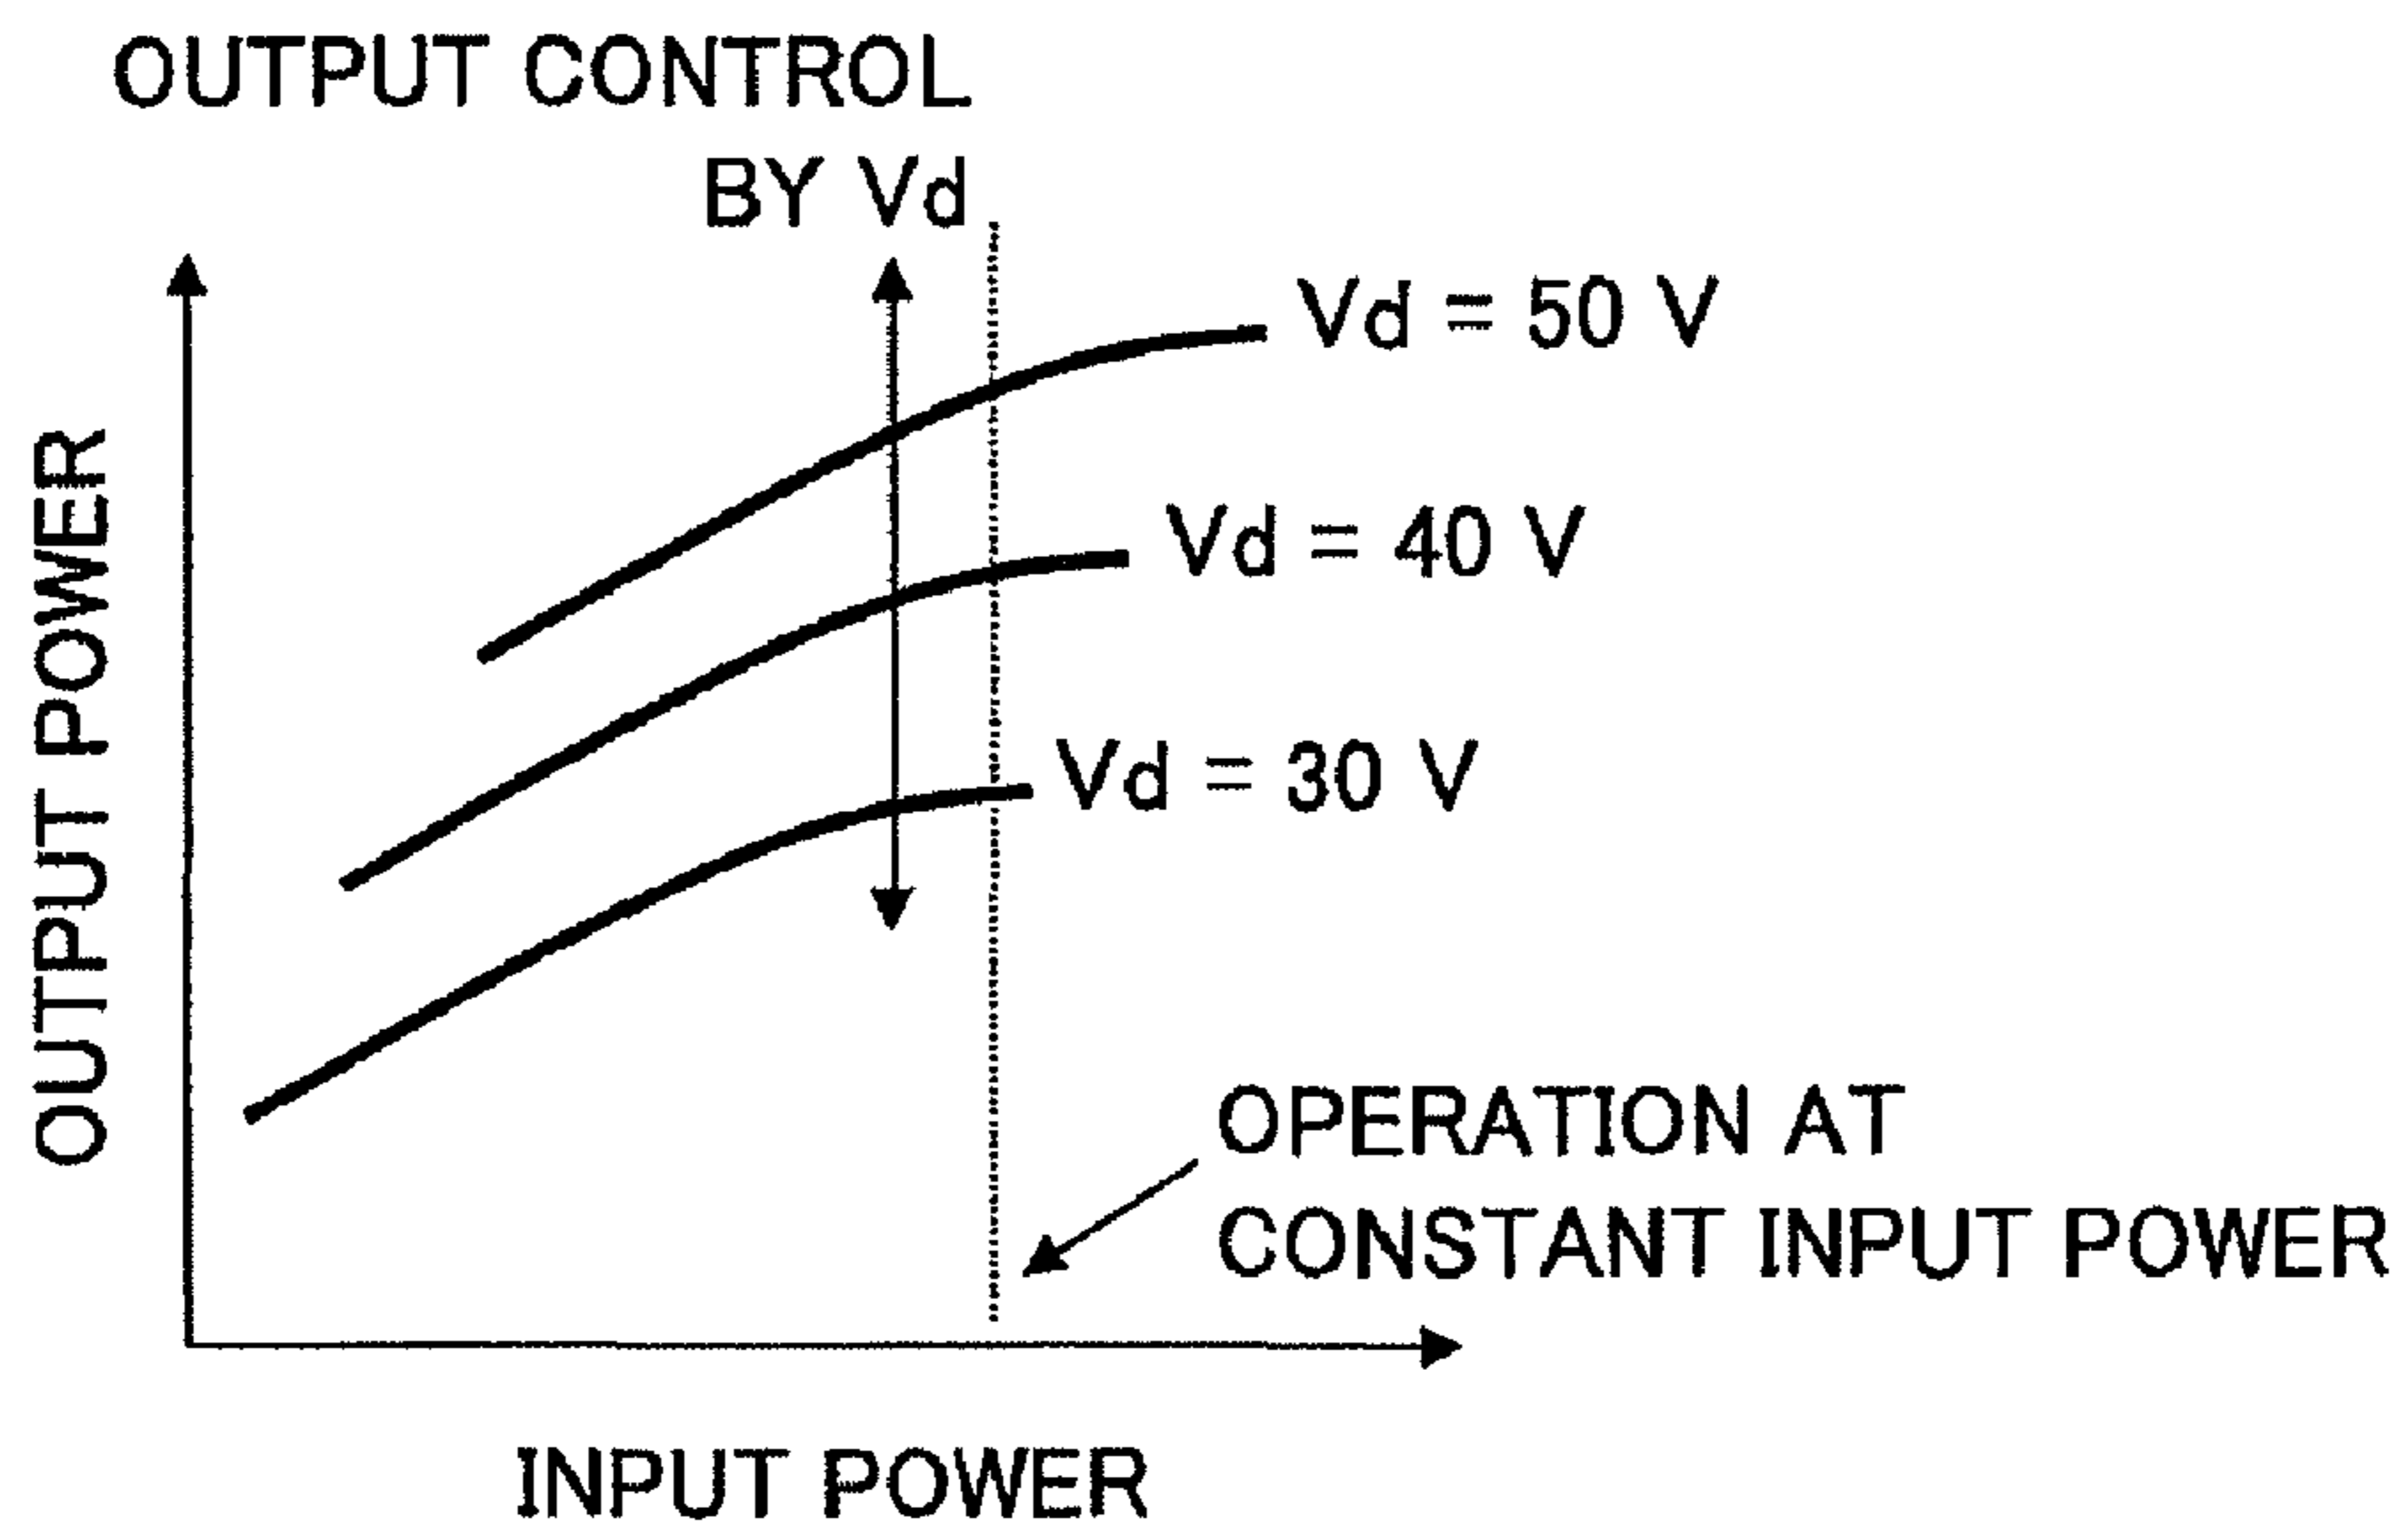 OUTPUT CONTROL
BY Vd
Vd = 50 V
Vd = 40 V
Vd = 30 V
OUTPUT POWER
OPERATION AT
CONSTANT INPUT POWER
INPUT POWER